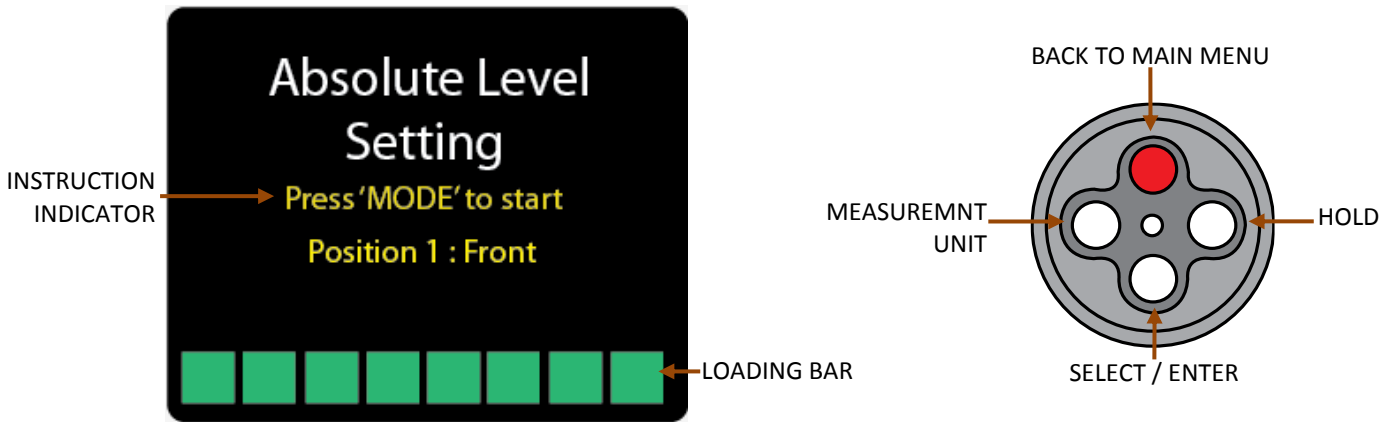 Absolute Level
Setting
Press 'MODE' to start
Position 1 : Front
INSTRUCTION
INDICATOR
LOADING BAR
BACK TO MAIN MENU
MEASUREMNT
UNIT
HOLD
SELECT / ENTER